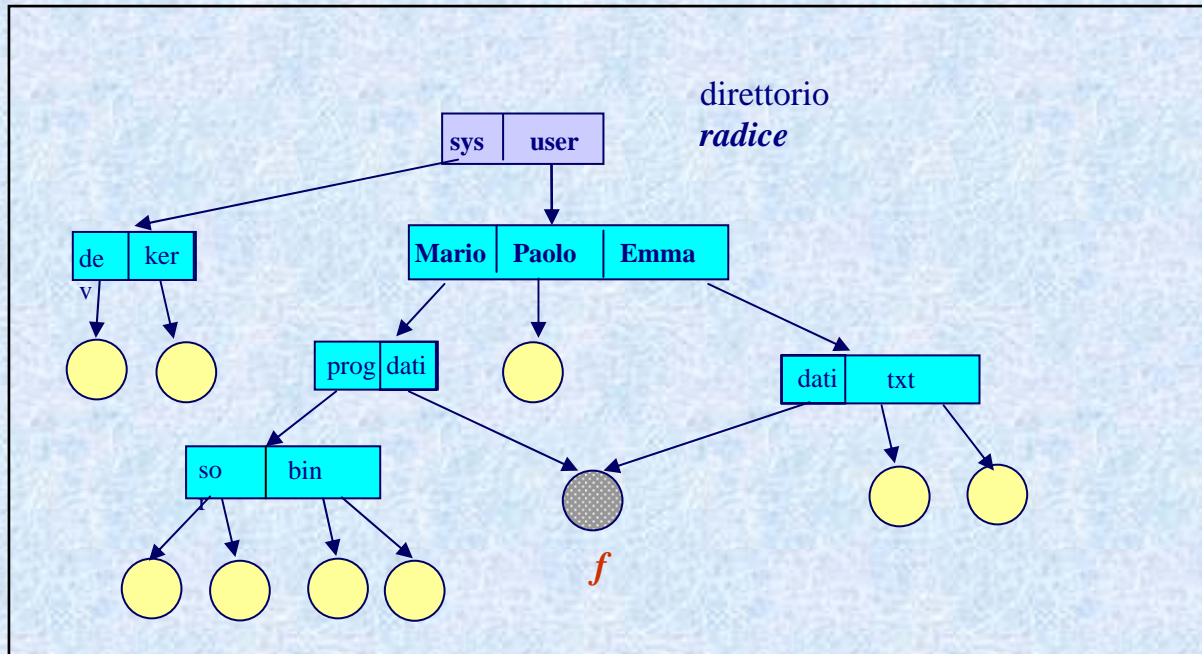 direttorio
radice
sys user
de
v
ker
Mario Paolo Emma
prog dati
dati txt
so
r
bin
f